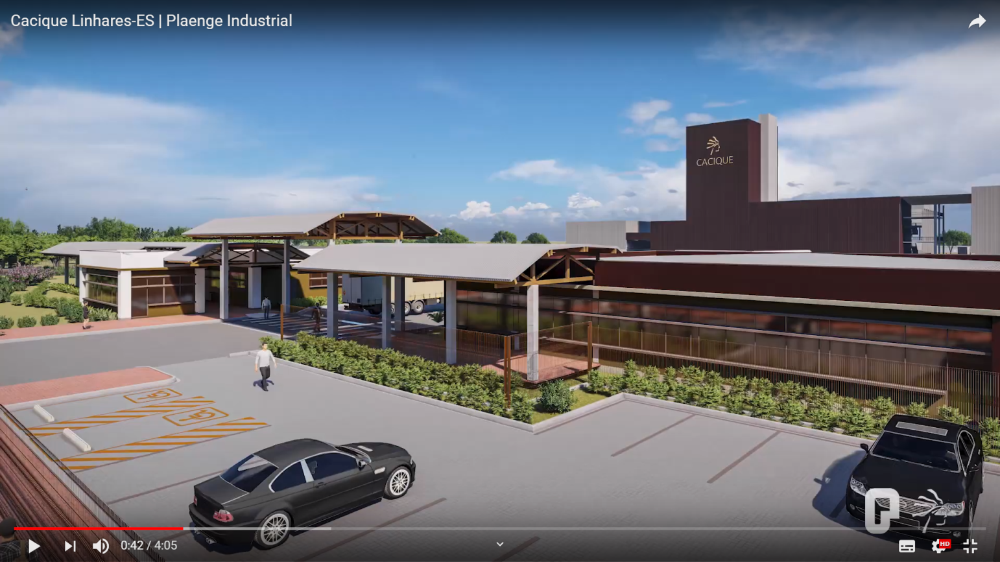 Cacique Linhares-ES | Plaenge Industrial
CACIQUE
0:42 / 4:05
HD